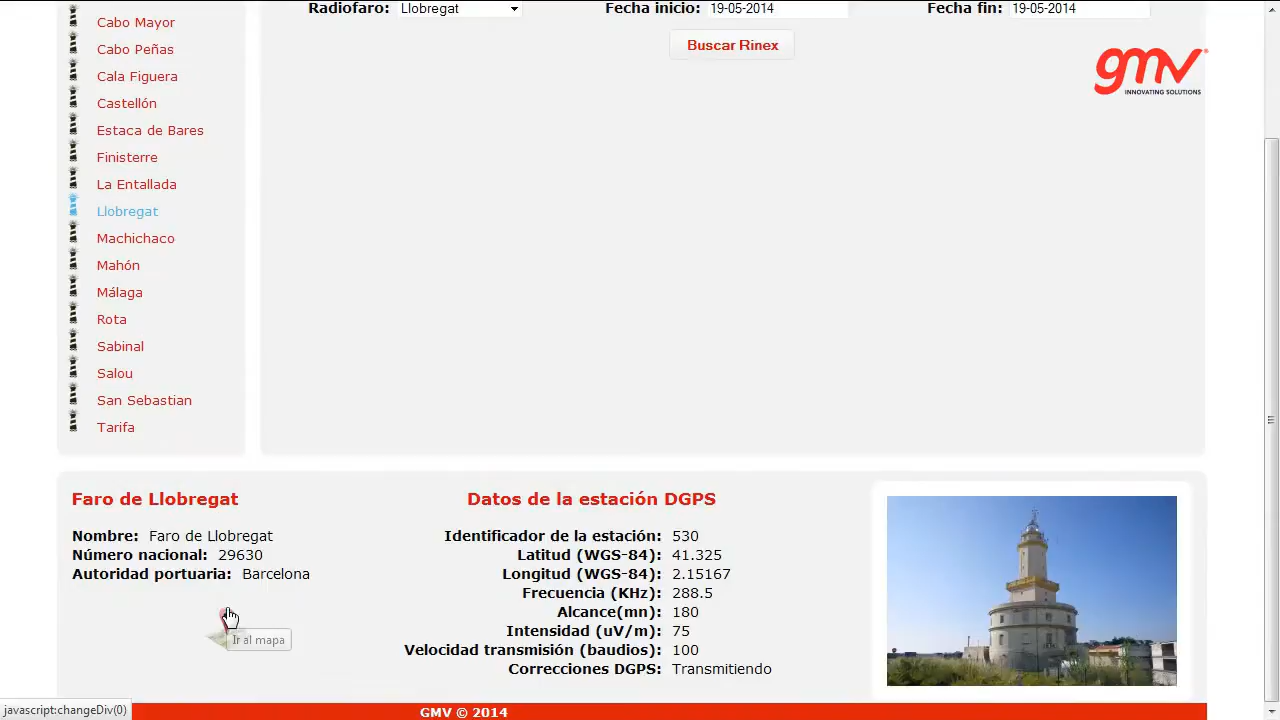 Cabo Mayor
Cabo Peñas
Cala Figuera
Castellón
Estaca de Bares
Finisterre
La Entallada
Llobregat
Machichaco
Mahón
Málaga
Rota
Sabinal
Salou
San Sebastian
Tarifa
Radiofaro: Llobregat Fecha inicio: 19-05-2014 Fecha fin: 19-05-2014
Buscar Rinex
gmv
INNOVATING SOLUTIONS
Faro de Llobregat
Nombre: Faro de Llobregat
Número nacional: 29630
Autoridad portuaria: Barcelona
Ir al mapa
Datos de la estación DGPS
Identificador de la estación: 530
Latitud (WGS-84): 41.325
Longitud (WGS-84): 2.15167
Frecuencia (KHz): 288.5
Alcance(mn): 180
Intensidad (uV/m): 75
Velocidad transmisión (baudios): 100
Correcciones DGPS: Transmitiendo
javascript:changeDiv(0)
GMV © 2014